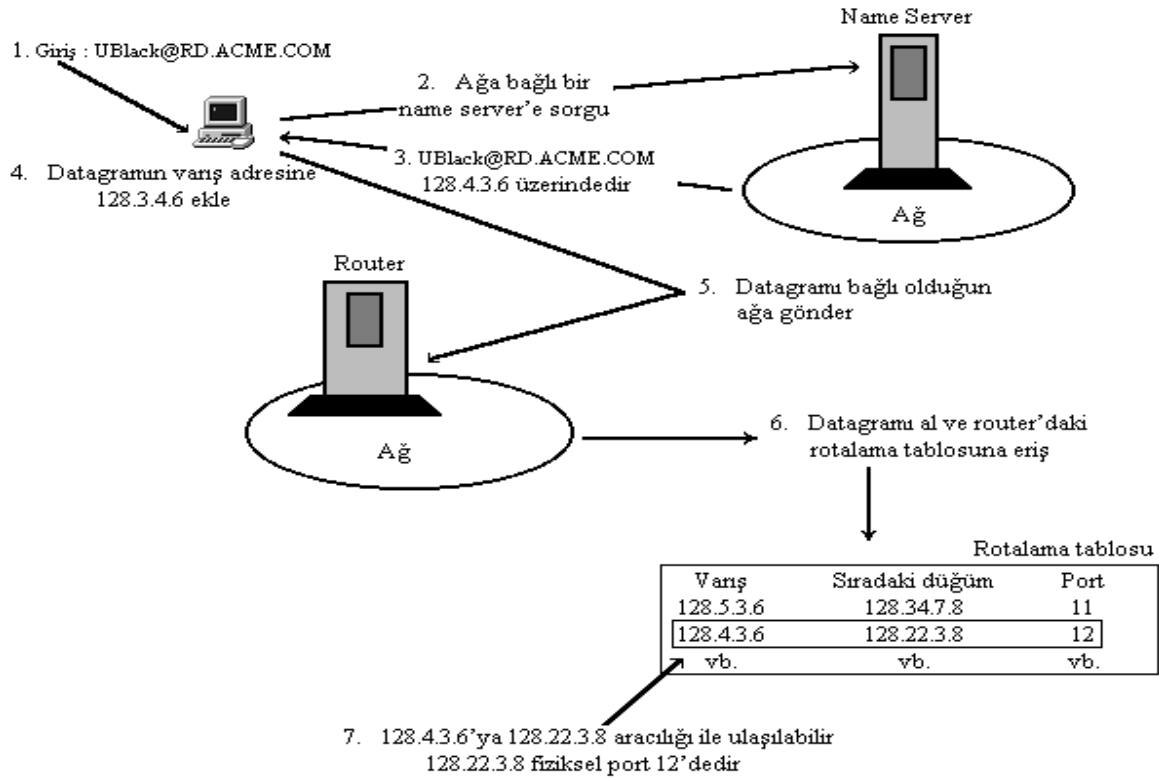 Name Server
1. Giriş : UBlack@RD.ACME.COM
2. Ağa bağlı bir
name server'e sorgu
3. UBlack@RD.ACME.COM
128.4.3.6 üzerindedir
4. Datagramın varış adresine
128.3.4.6 ekle
Ağ
Router
5. Datagramı bağlı olduğun
ağa gönder
Ağ
6. Datagramı al ve router'daki
rotalama tablosuna eriş
Rotalama tablosu
Varış Sıradaki düğüm Port
128.5.3.6 128.34.7.8 11
128.4.3.6 128.22.3.8 12
vb. vb. vb.
7. 128.4.3.6'ya 128.22.3.8 aracılığı ile ulaşılabilir
128.22.3.8 fiziksel port 12'dedir